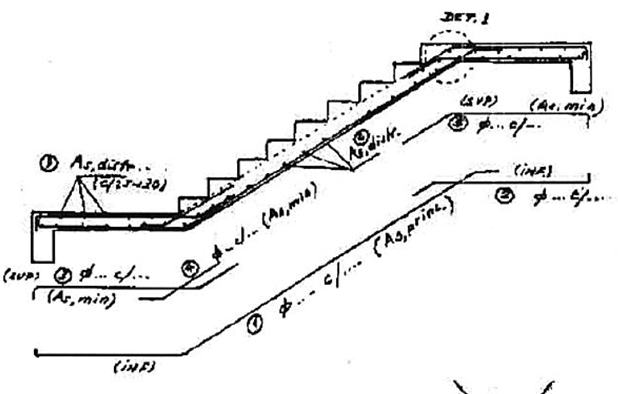 DET. 1
(SUP)
(As, min)
⑤ φ... c/...
(INF)
② φ... c/...
⑥
As, distr.
① As, distr...
(c/25÷20)
④ φ... c/... (As, min)
① φ... c/... (As, princ.)
(SUP) ③ φ... c/...
(As, min)
(INF)